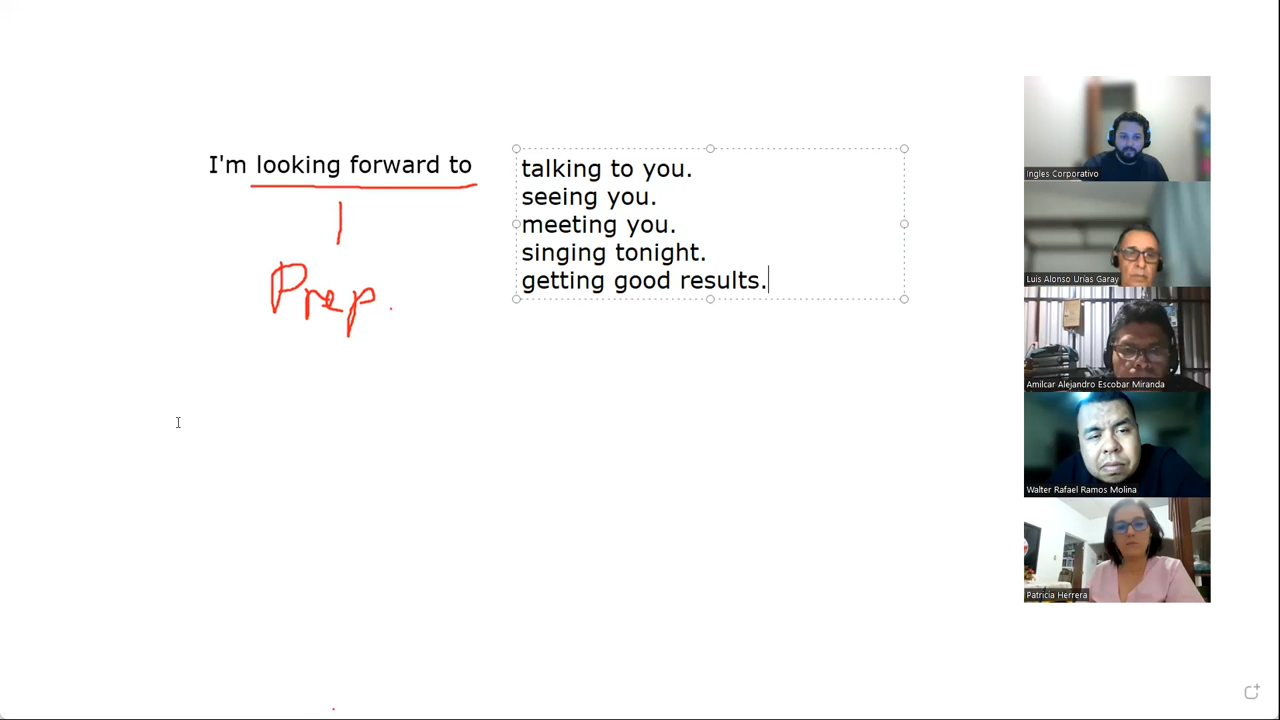 I'm looking forward to
Prep.
talking to you.
seeing you.
meeting you.
singing tonight.
getting good results.
Ingles Corporativo
Luis Alonso Urías Garay
Amilcar Alejandro Escobar Miranda
Walter Rafael Ramos Molina
Patricia Herrera